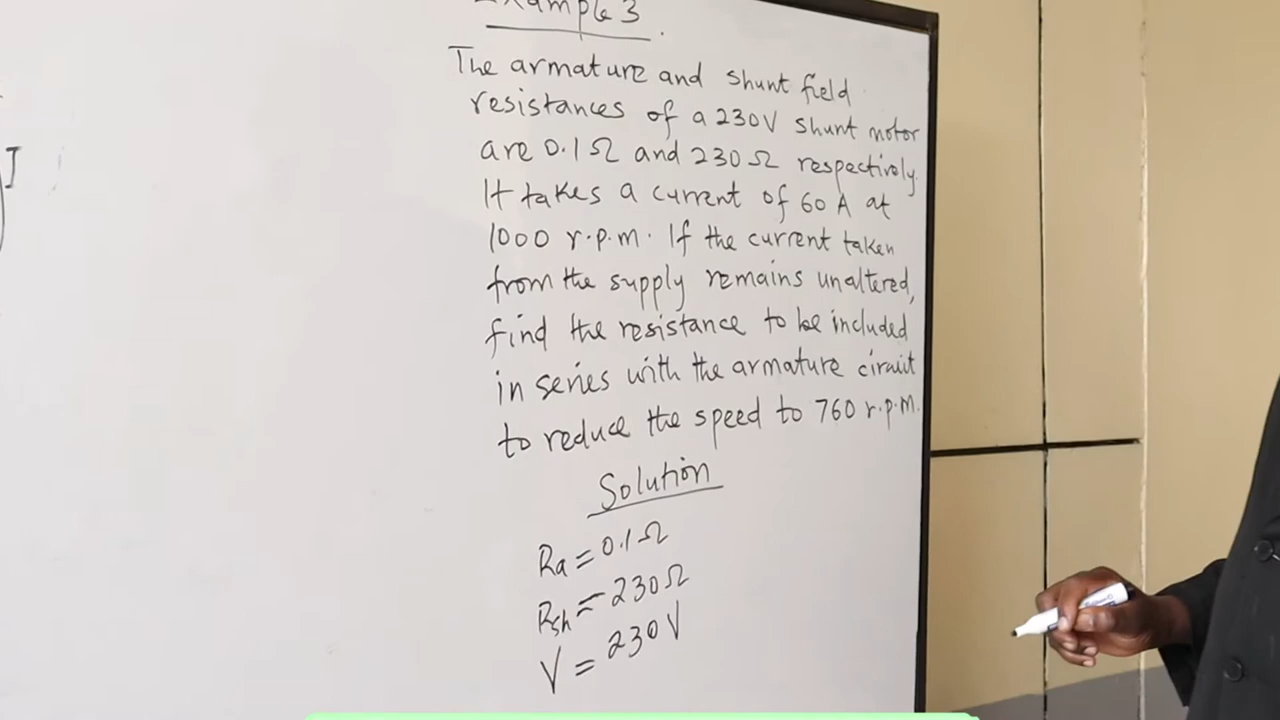 Example 3
The armature and shunt field
resistances of a 230V shunt motor
are 0.1Ω and 230Ω respectively.
It takes a current of 60 A at
1000 r.p.m. If the current taken
from the supply remains unaltered,
find the resistance to be included
in series with the armature circuit
to reduce the speed to 760 r.p.m.
Solution
Ra = 0.1Ω
Rsh = 230Ω
V = 230V
I